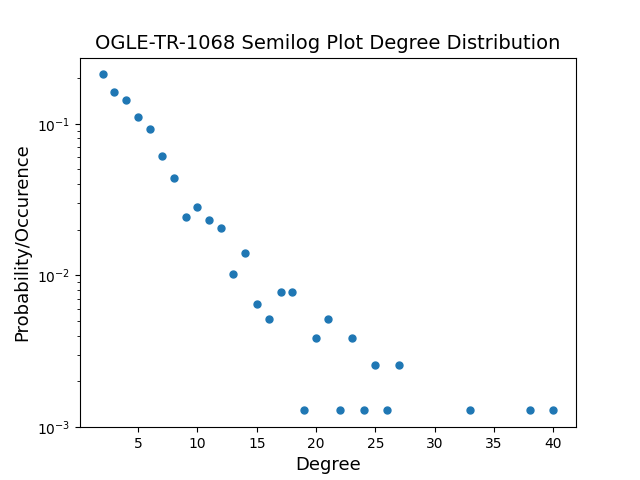 OGLE-TR-1068 Semilog Plot Degree Distribution
Probability/Occurence
10⁻¹
10⁻²
10⁻³
5 10 15 20 25 30 35 40
Degree